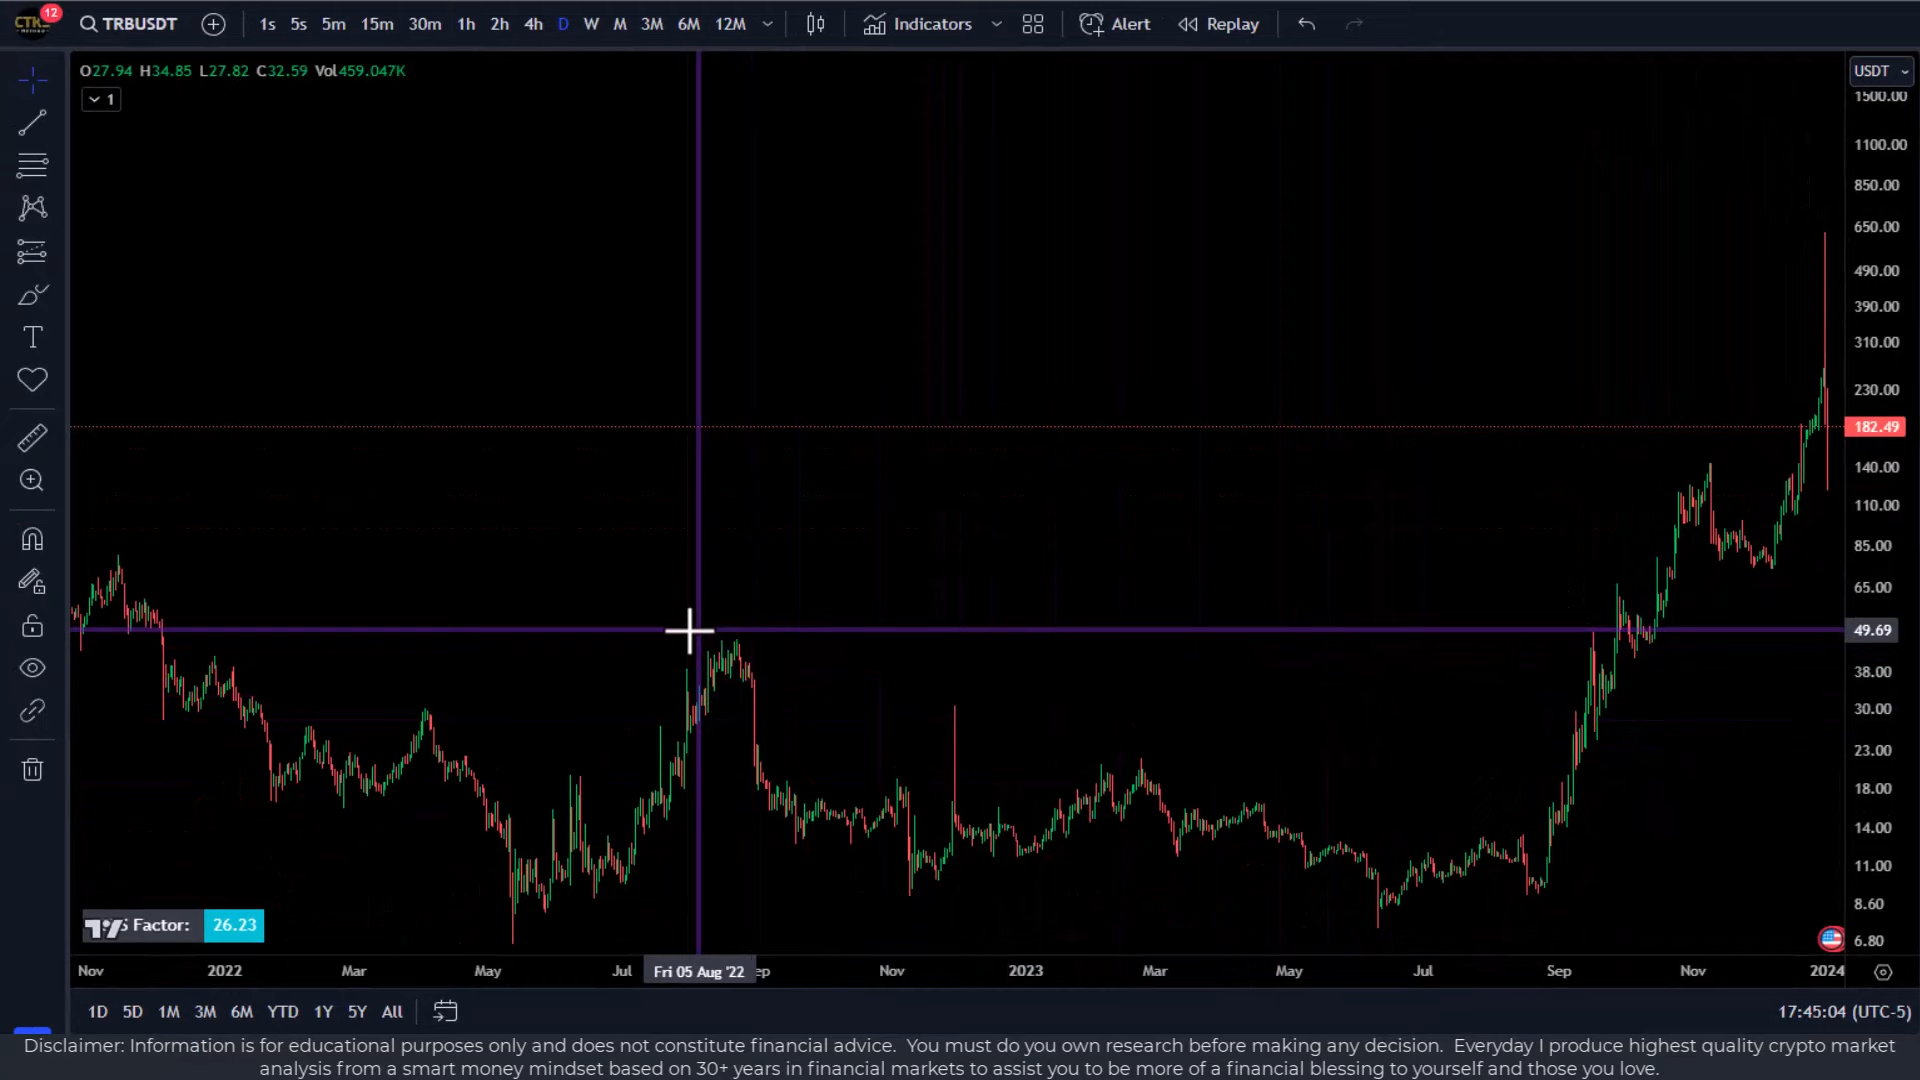 CTK 12 TRBUSDT 1s 5s 5m 15m 30m 1h 2h 4h D W M 3M 6M 12M Indicators Alert Replay
O27.94 H34.85 L27.82 C32.59 Vol459.047K
1
USDT
1500.00
1100.00
850.00
650.00
490.00
390.00
310.00
230.00
182.49
140.00
110.00
85.00
65.00
49.69
38.00
30.00
23.00
18.00
14.00
11.00
8.60
6.80
Factor: 26.23
Nov 2022 Mar May Jul Fri 05 Aug '22 ep Nov 2023 Mar May Jul Sep Nov 2024
1D 5D 1M 3M 6M YTD 1Y 5Y All 17:45:04 (UTC-5)
Disclaimer: Information is for educational purposes only and does not constitute financial advice. You must do you own research before making any decision. Everyday I produce highest quality crypto market
analysis from a smart money mindset based on 30+ years in financial markets to assist you to be more of a financial blessing to yourself and those you love.